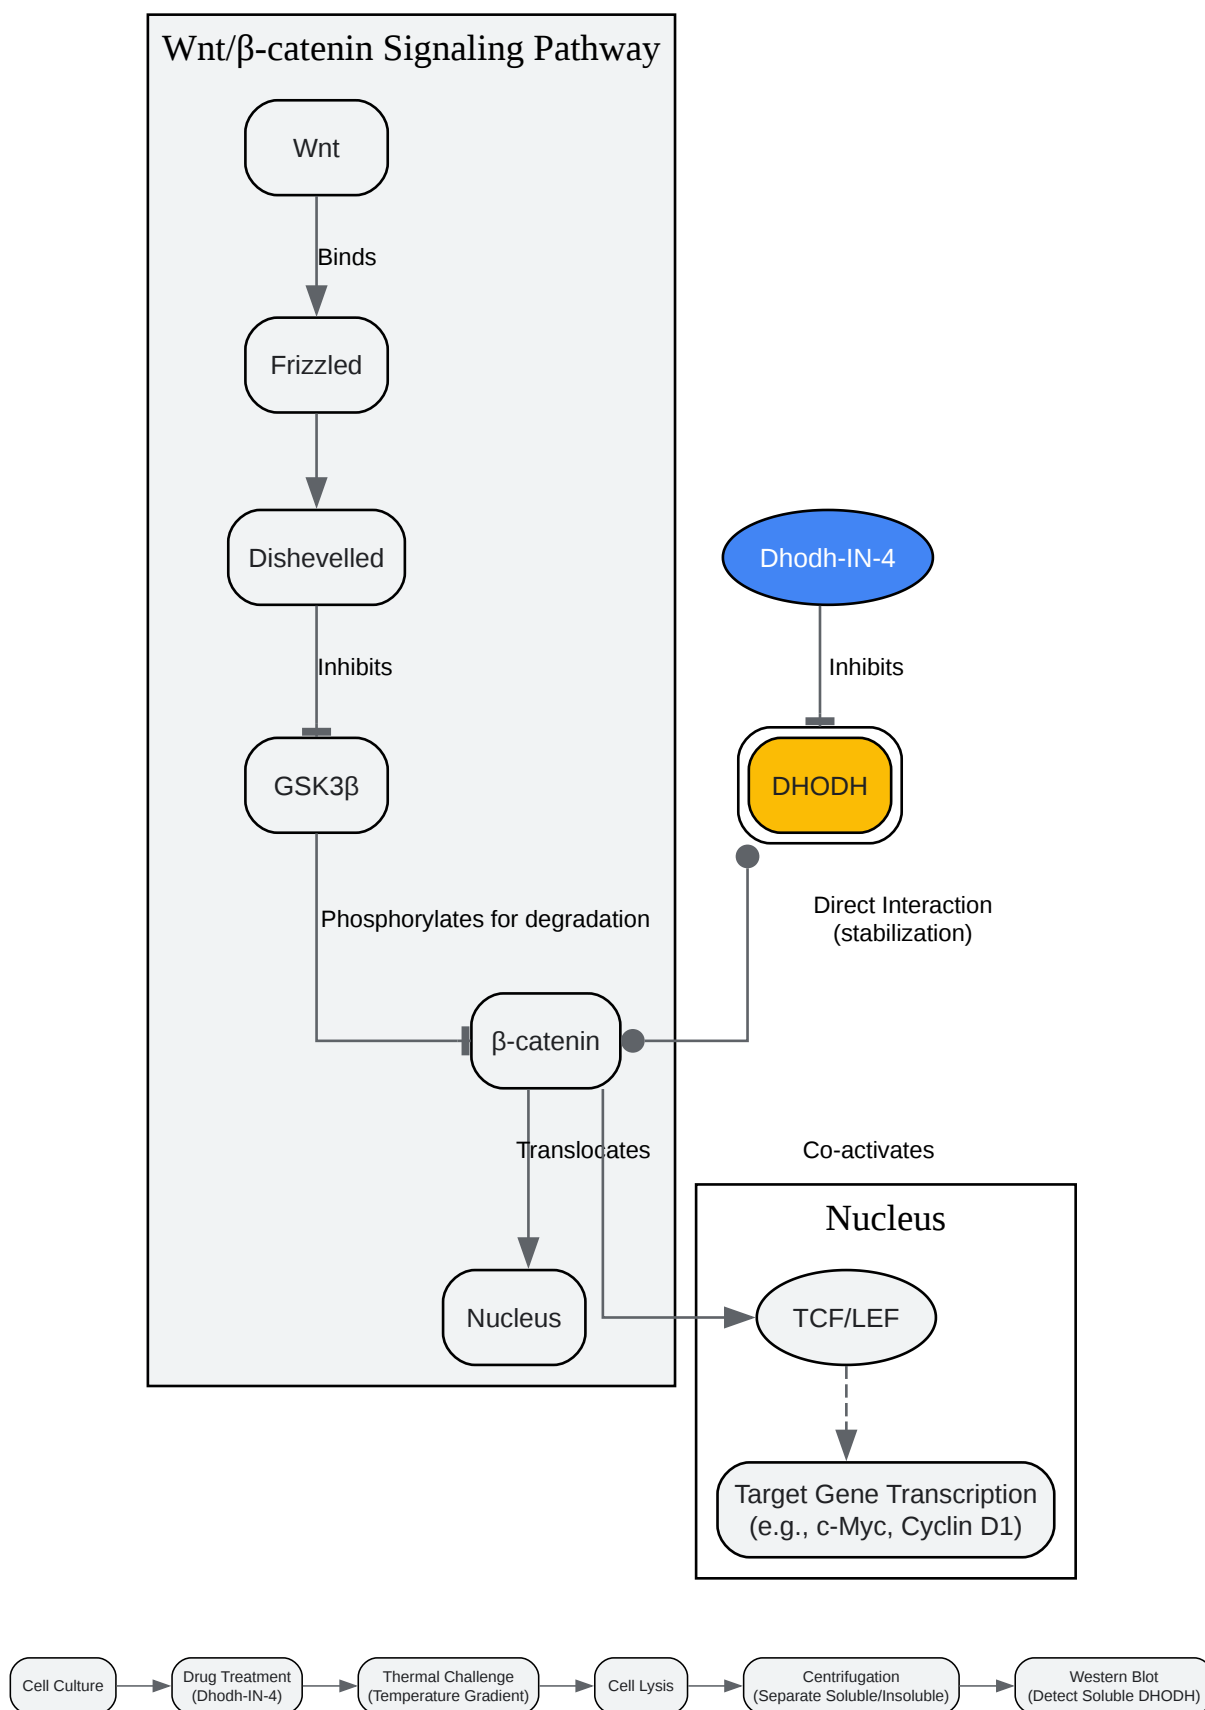 Wnt/β-catenin Signaling Pathway
Wnt
Binds
Frizzled
Dishevelled
Dhodh-IN-4
Inhibits
Inhibits
GSK3β
DHODH
Phosphorylates for degradation
Direct Interaction
(stabilization)
β-catenin
Translocates
Co-activates
Nucleus
Nucleus
TCF/LEF
Target Gene Transcription
(e.g., c-Myc, Cyclin D1)
Cell Culture
Drug Treatment
(Dhodh-IN-4)
Thermal Challenge
(Temperature Gradient)
Cell Lysis
Centrifugation
(Separate Soluble/Insoluble)
Western Blot
(Detect Soluble DHODH)